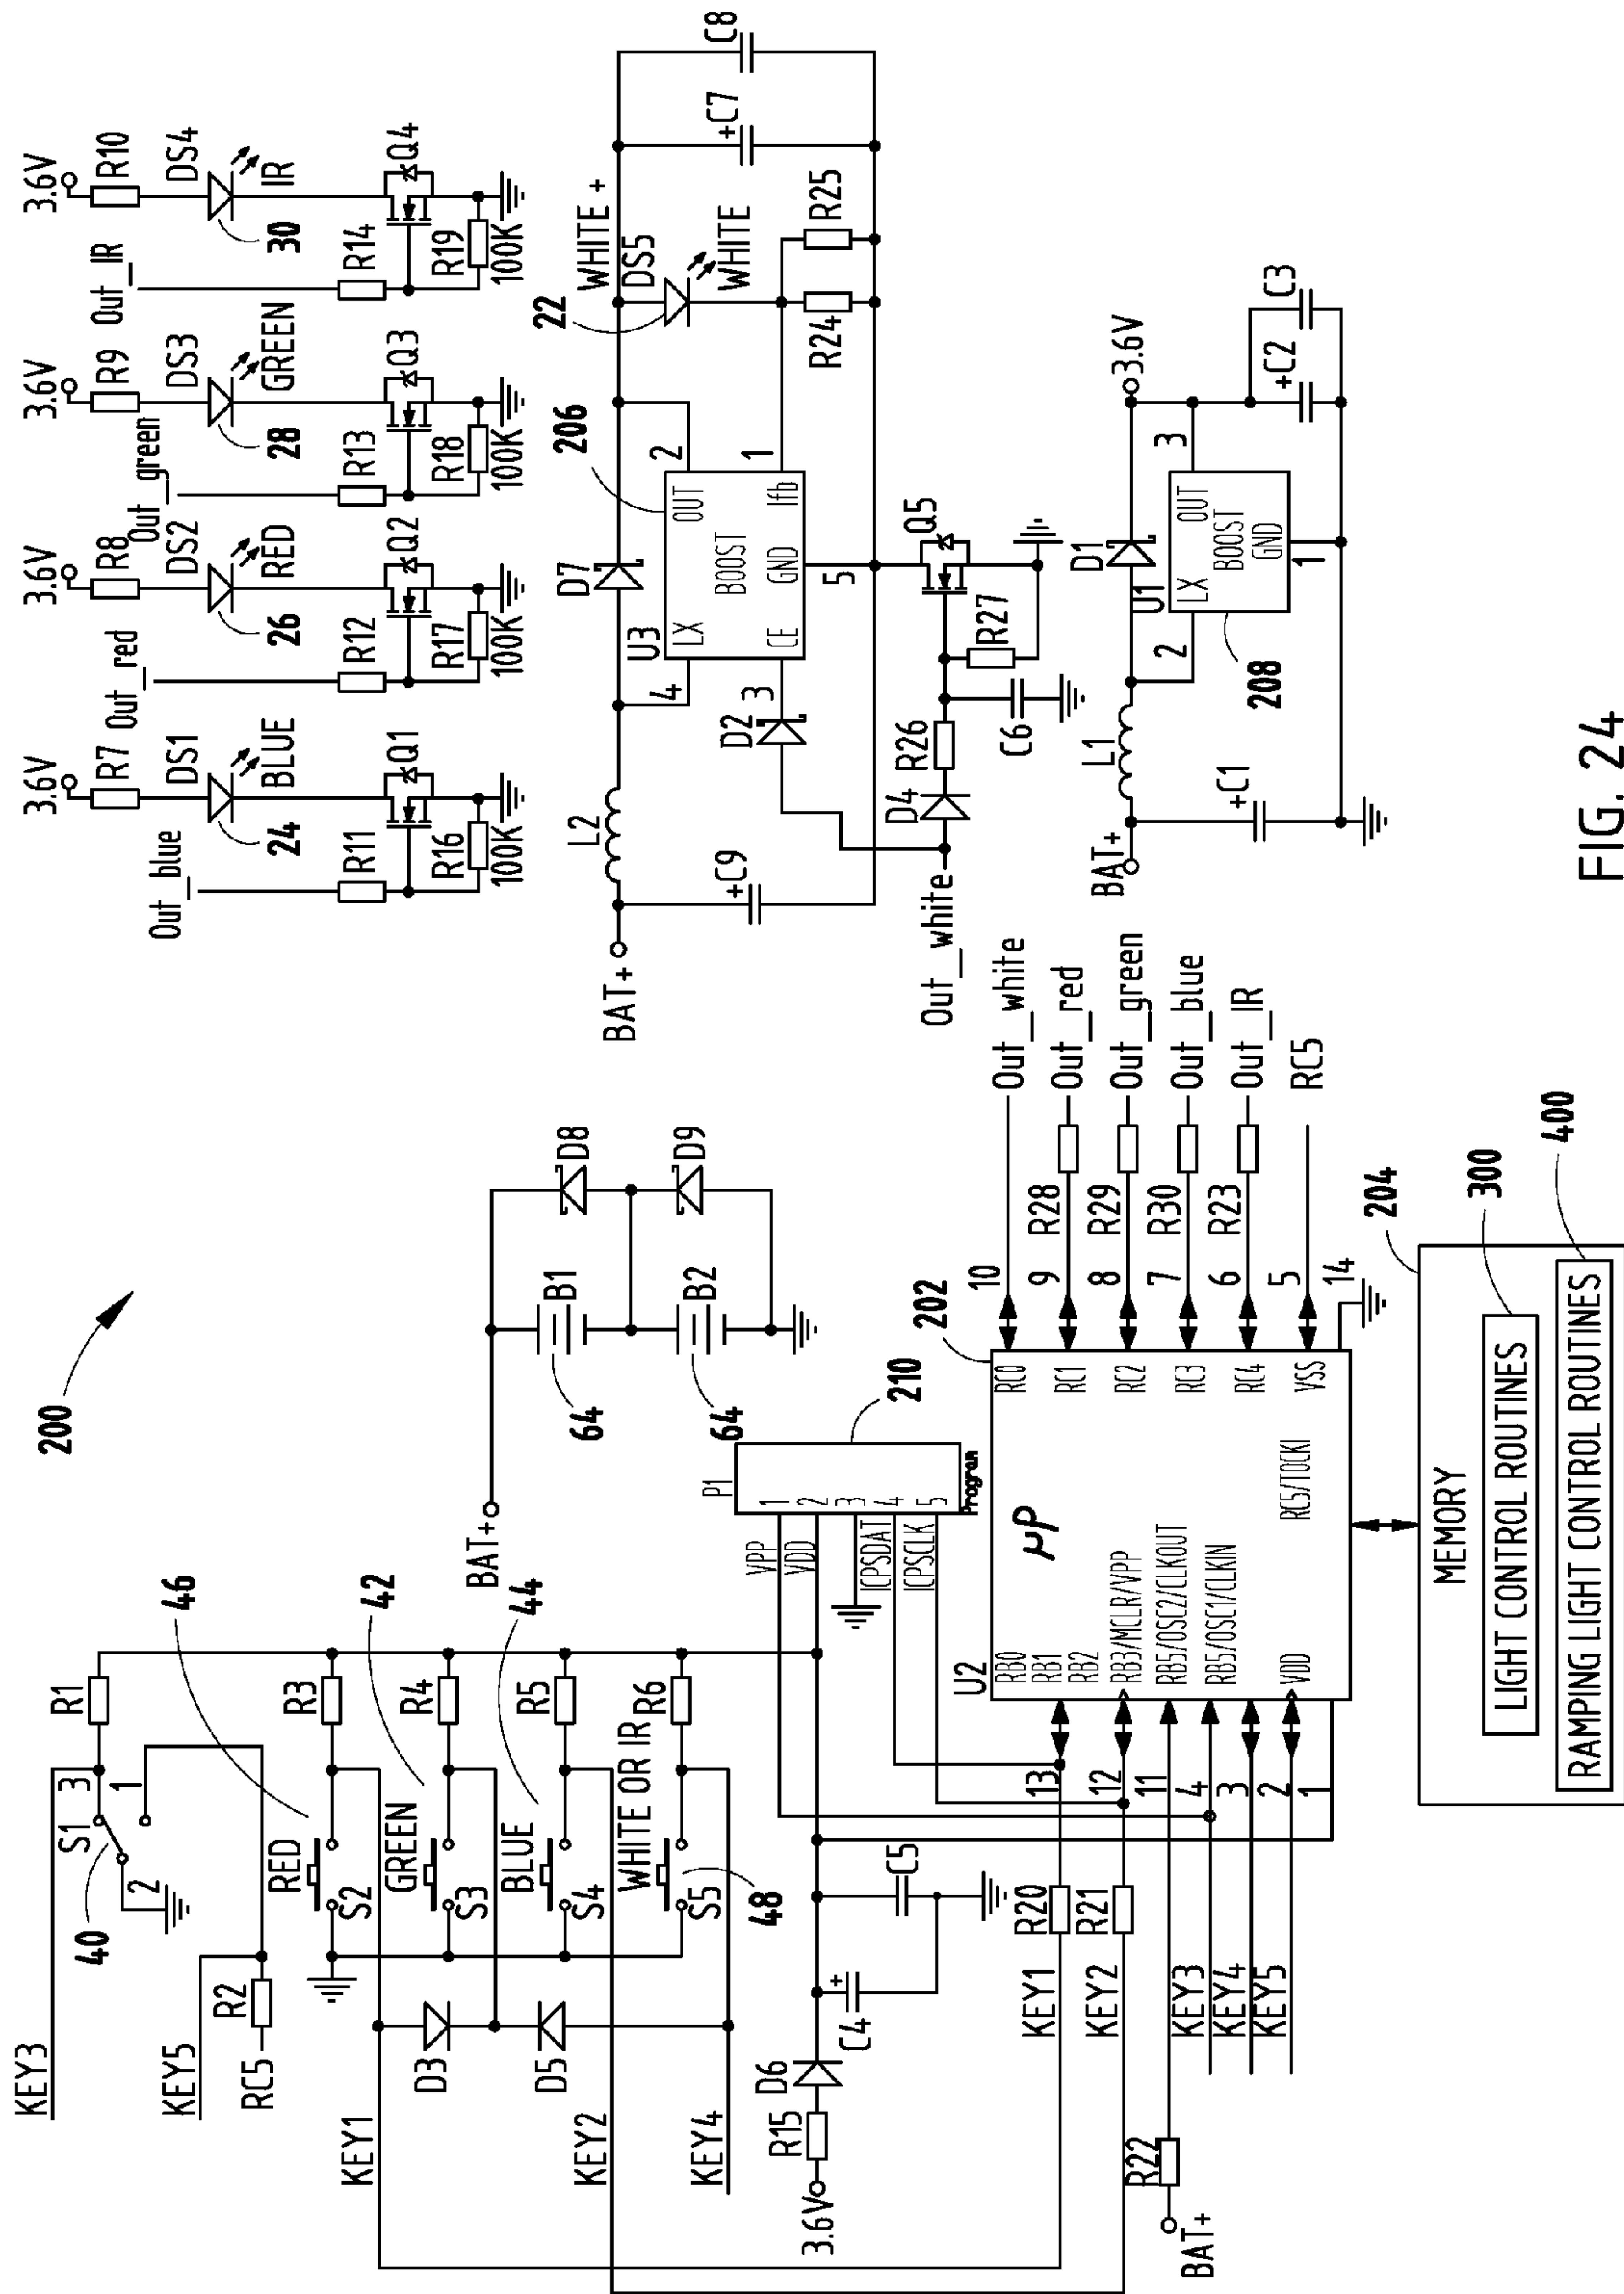 200
KEY3
KEY5
RC5
R2
40
S1
3
1
2
R1
46
RED
S2
R3
42
GREEN
S3
R4
44
BLUE
S4
R5
WHITE OR IR
S5
R6
48
KEY1
D3
D5
KEY2
KEY4
BAT+
64
B1
D8
64
B2
D9
3.6V
R15
D6
C4
C5
P1
210
VPP
1
VDD
2
3
ICPSDAT
4
ICPSCLK
5
Program
KEY1
R20
KEY2
R21
KEY3
KEY4
KEY5
BAT+
R22
13
12
11
4
3
2
1
U2
µP
202
RB0
RB1
RB2
RB3/MCLR/VPP
RB5/OSC2/CLKOUT
RB5/OSC1/CLKIN
VDD
RC0
RC1
RC2
RC3
RC4
VSS
RC5/TOCKI
10
Out_white
9
R28
Out_red
8
R29
Out_green
7
R30
Out_blue
6
R23
Out_IR
5
RC5
14
204
MEMORY
300
LIGHT CONTROL ROUTINES
400
RAMPING LIGHT CONTROL ROUTINES
3.6V
R7
Out_blue
DS1
24
BLUE
R11
Q1
R16
100K
3.6V
R8
Out_red
DS2
26
RED
R12
Q2
R17
100K
3.6V
R9
Out_green
DS3
28
GREEN
R13
Q3
R18
100K
3.6V
R10
Out_IR
DS4
30
IR
R14
Q4
R19
100K
BAT+
L2
D7
WHITE +
C9
U3
206
4
LX
OUT
2
BOOST
3
CE
GND
Ifb
1
5
D2
22
DS5
WHITE
R24
R25
+C7
C8
Out_white
D4
R26
C6
R27
Q5
BAT+
L1
D1
3.6V
+C1
U1
2
LX
OUT
3
BOOST
GND
1
208
+C2
C3
FIG. 24